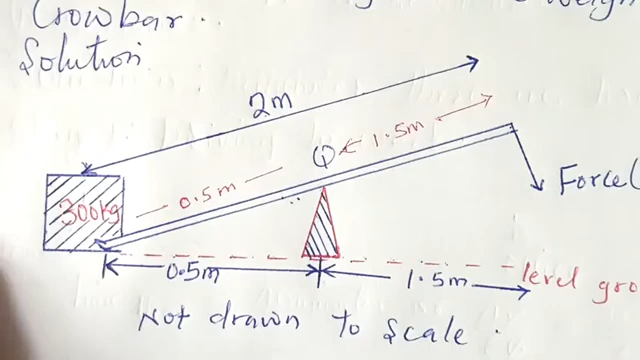 Crowbar..
Solution
2m
Q
1.5m
0.5m
300kg
Force(
0.5m
1.5m
level gro
Not drawn to scale.